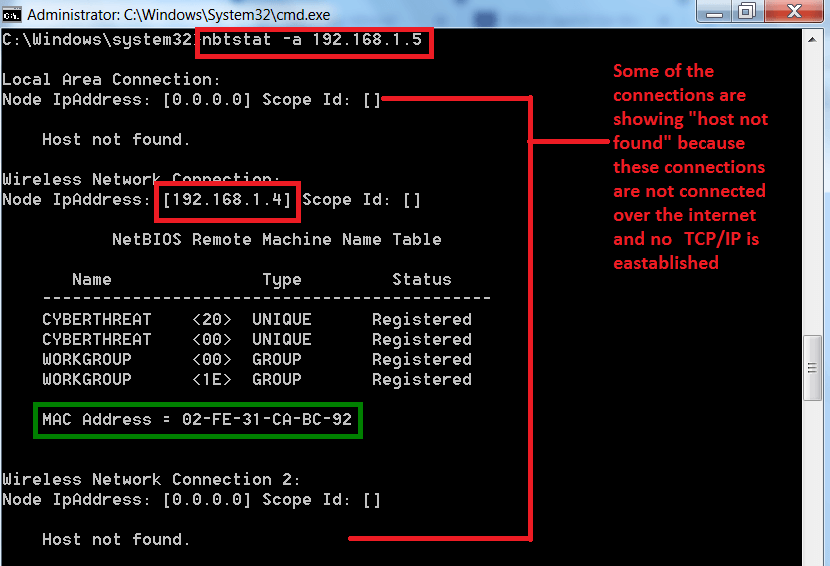 Administrator: C:\Windows\System32\cmd.exe
C:\Windows\system32>nbtstat -a 192.168.1.5
Local Area Connection:
Node IpAddress: [0.0.0.0] Scope Id: []
Host not found.
Wireless Network Connection:
Node IpAddress: [192.168.1.4] Scope Id: []
NetBIOS Remote Machine Name Table
Name Type Status
---------------------------------------------
CYBERTHREAT <20> UNIQUE Registered
CYBERTHREAT <00> UNIQUE Registered
WORKGROUP <00> GROUP Registered
WORKGROUP <1E> GROUP Registered
MAC Address = 02-FE-31-CA-BC-92
Wireless Network Connection 2:
Node IpAddress: [0.0.0.0] Scope Id: []
Host not found.
Some of the
connections are
showing "host not
found" because
these connections
are not connected
over the internet
and no TCP/IP is
eastablished